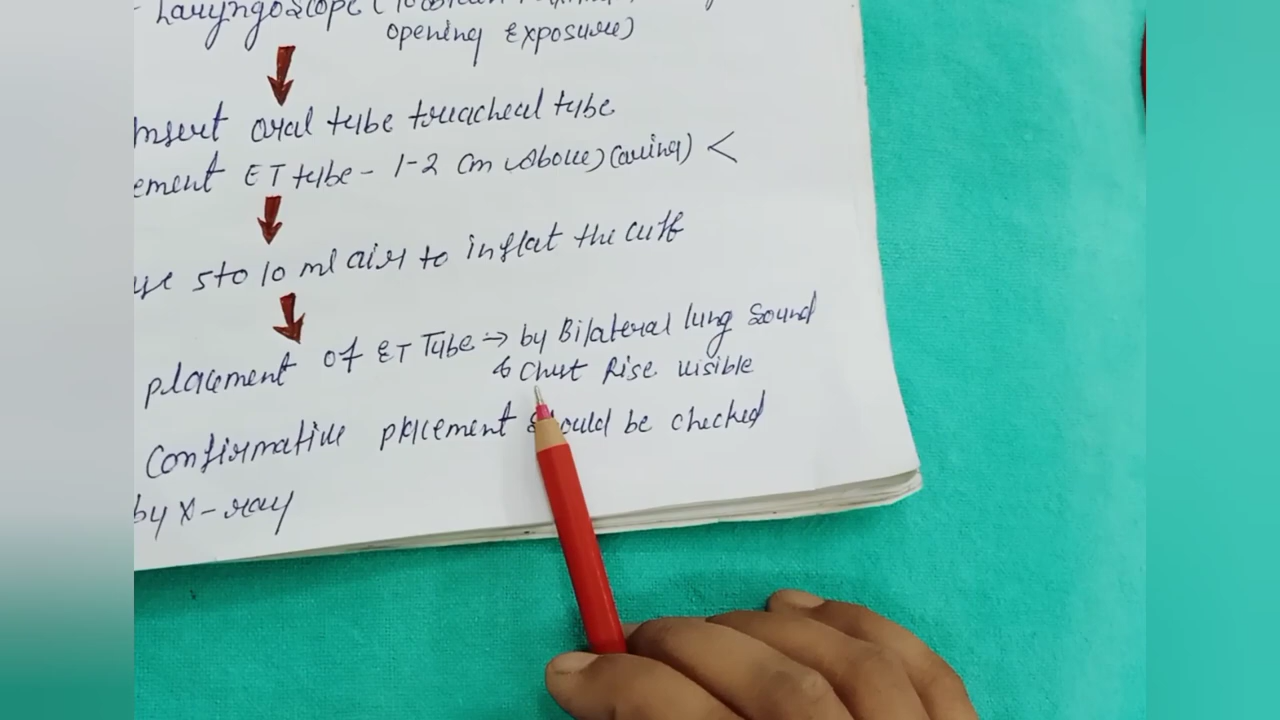 - Laryngoscope (
opening Exposure)
Insert oral tube tracheal tube
ement ET tube - 1-2 cm above) (carina) <
use 5 to 10 ml air to inflat the cuff
placement of ET Tube → by Bilateral lung sound
& Chest Rise visible
Confirmative placement should be checked
by X-ray